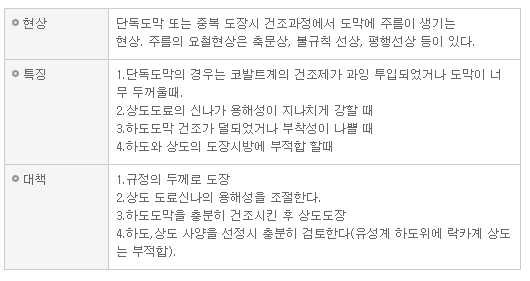 현상
단독도막 또는 중복 도장시 건조과정에서 도막에 주름이 생기는
현상. 주름의 요철현상은 축문상, 불규칙 선상, 평행선상 등이 있다.
특징
1.단독도막의 경우는 코발트계의 건조제가 과잉 투입되었거나 도막이 너
무 두꺼울때.
2.상도도료의 신나가 용해성이 지나치게 강할 때
3.하도도막 건조가 덜되었거나 부착성이 나쁠 때
4.하도와 상도의 도장시방에 부적합 할때
대책
1.규정의 두께로 도장
2.상도 도료신나의 용해성을 조절한다.
3.하도도막을 충분히 건조시킨 후 상도도장
4.하도,상도 사양을 선정시 충분히 검토한다(유성계 하도위에 락카계 상도
는 부적합).